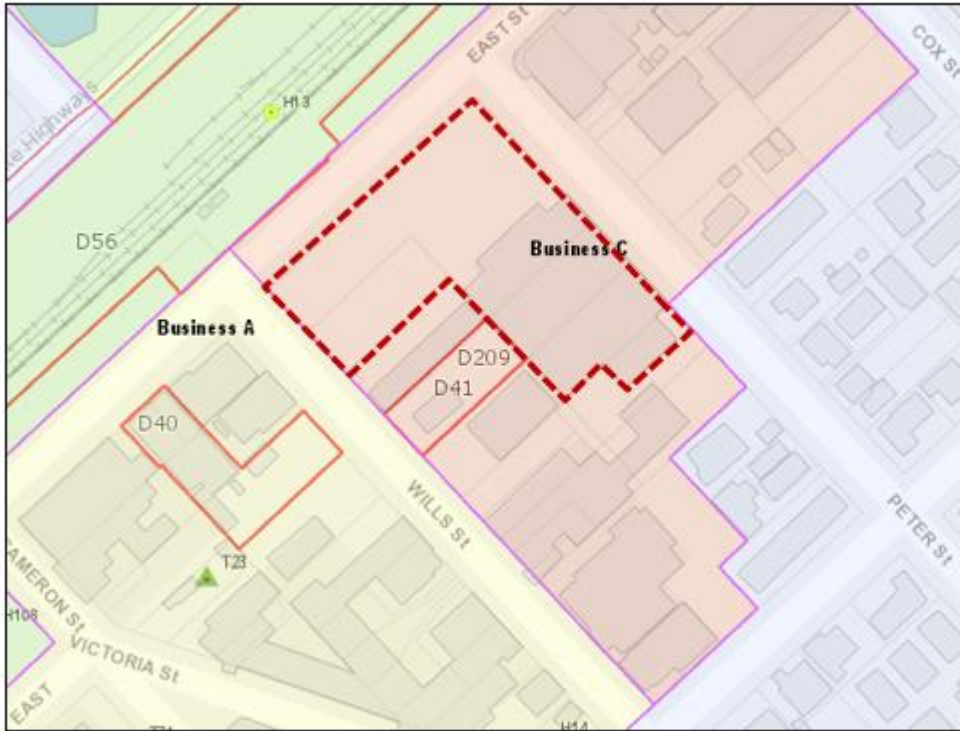 EAST St
COX St
Highways
H13
D56
Business C
Business A
D209
D41
D40
WILLS St
PETER St
T23
CAMERON St
H108
VICTORIA St
EAST
H14